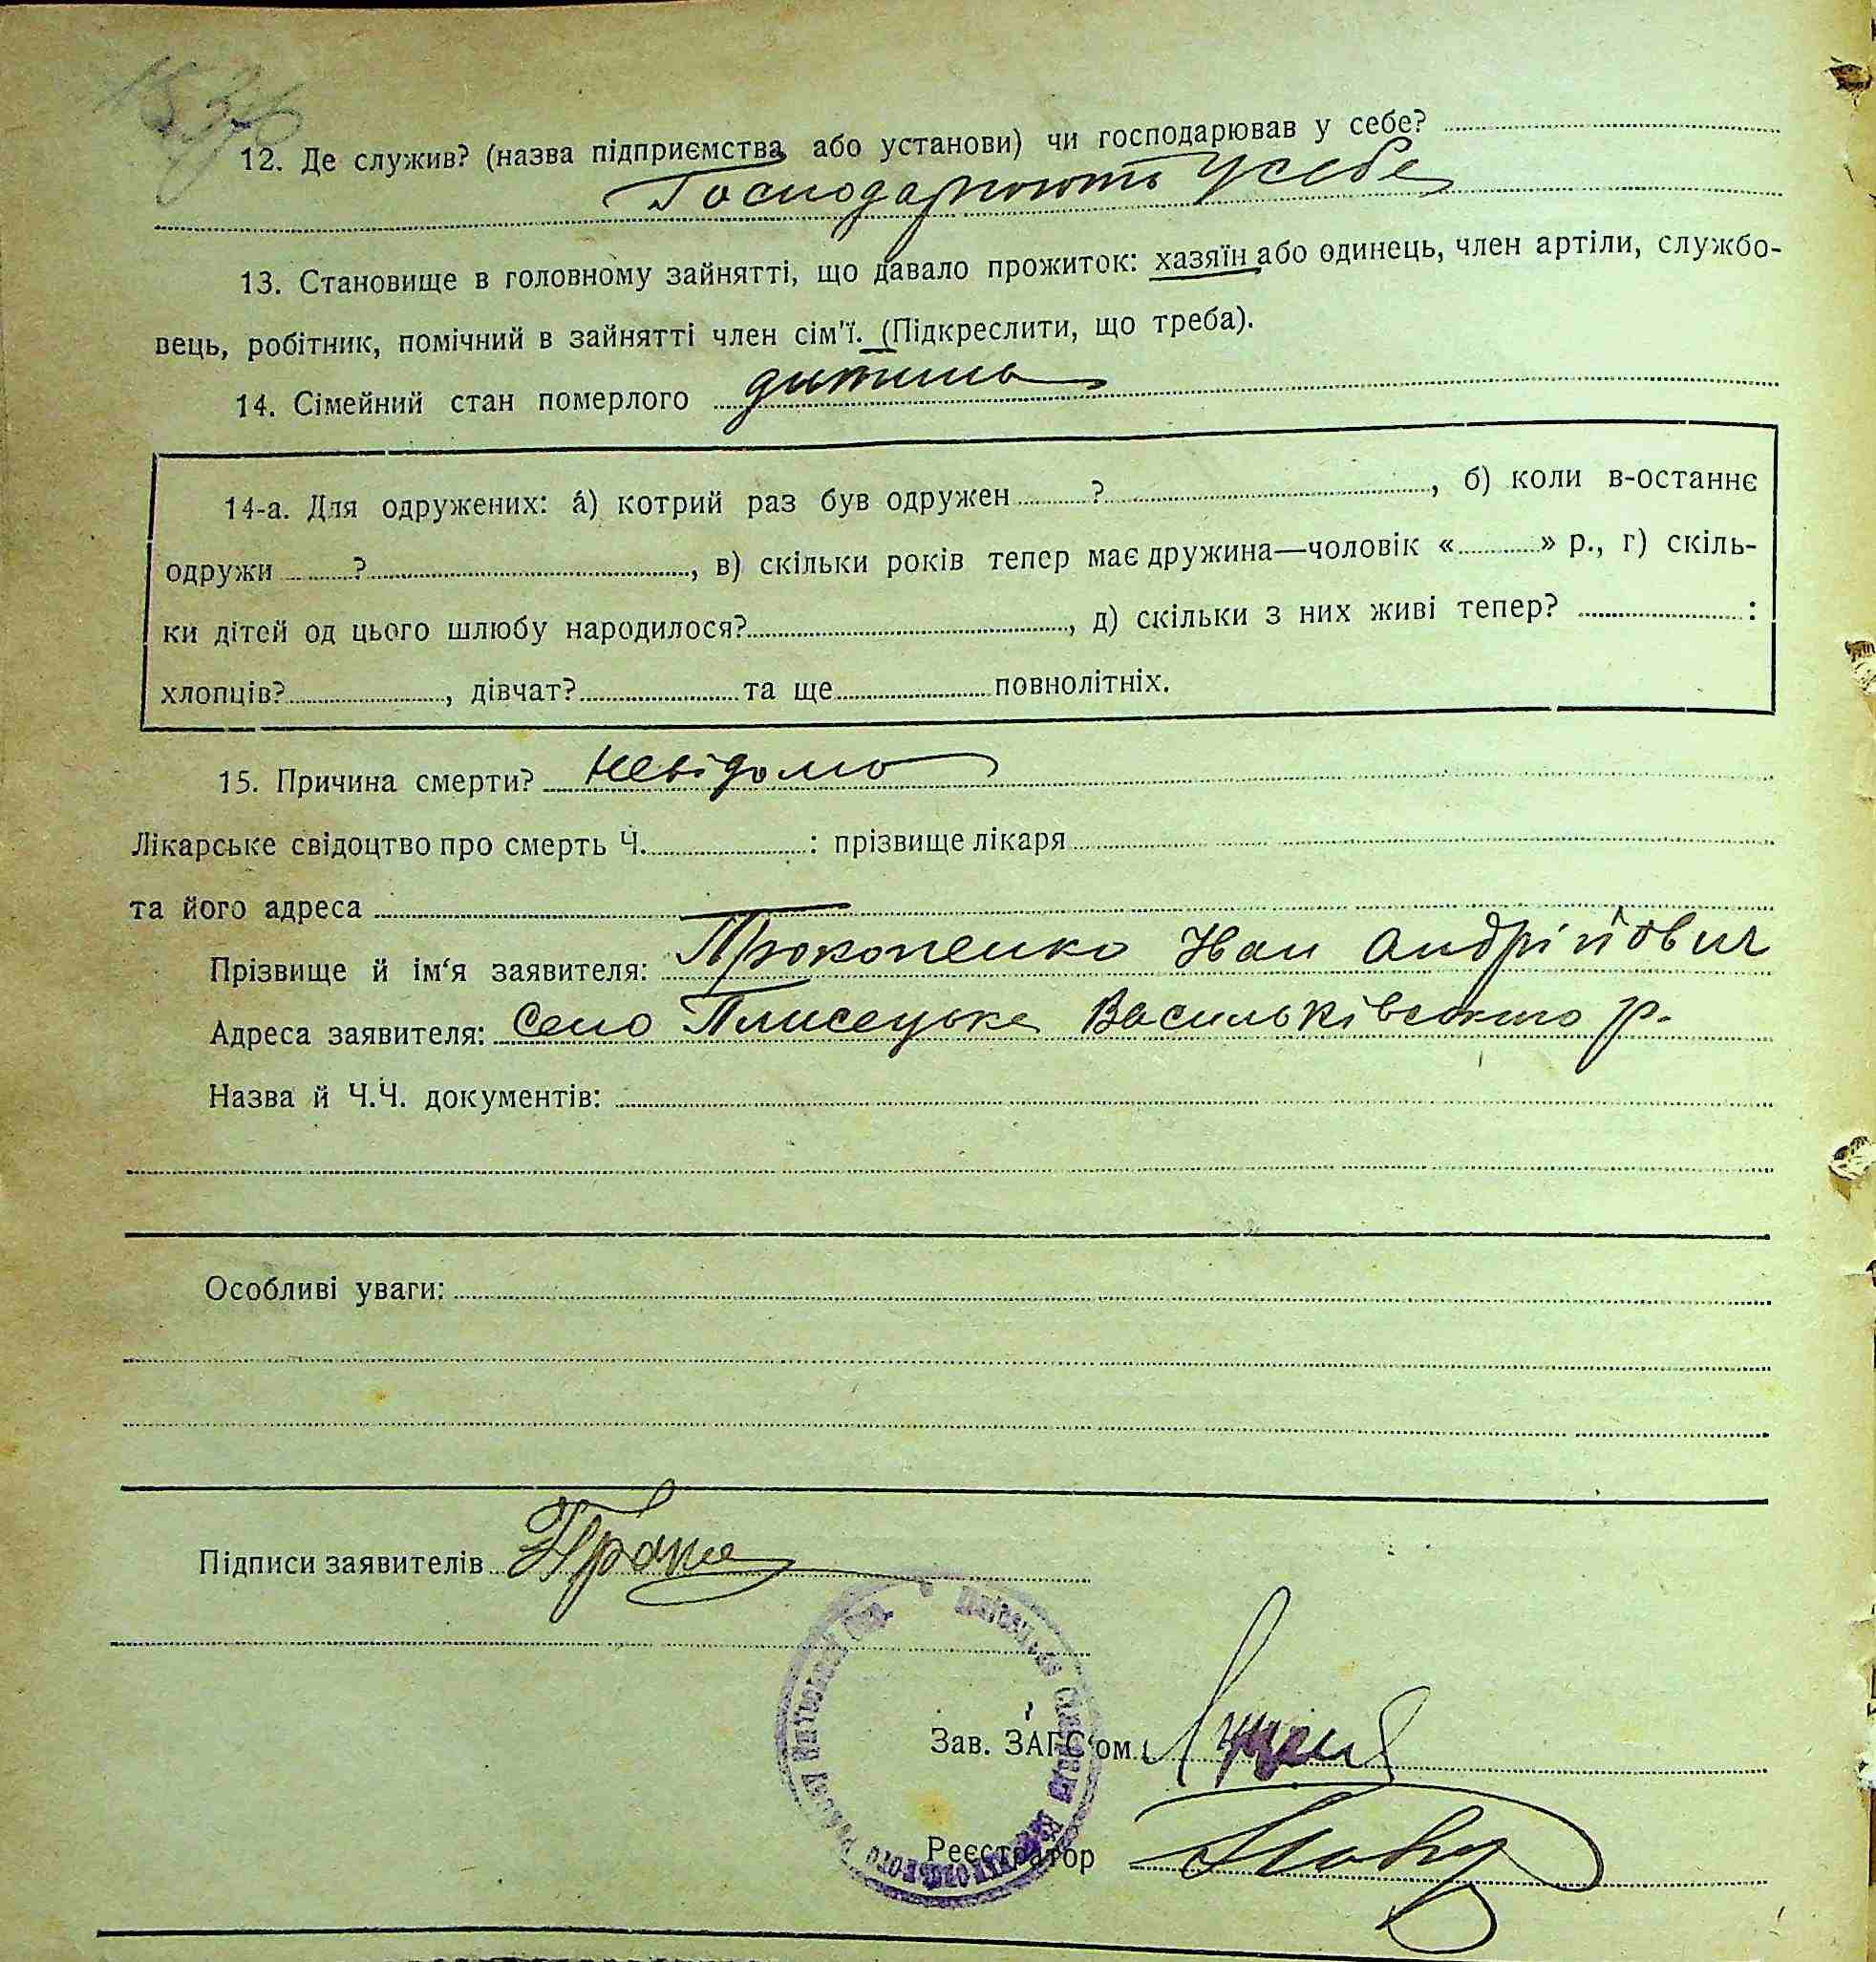 12. Де служив? (назва підприємства або установи) чи господарював у себе?
Господарюють у себе
13. Становище в головному зайнятті, що давало прожиток: хазяїн або одинець, член артіли, службо-
вець, робітник, помічний в зайнятті член сім'ї. (Підкреслити, що треба).
14. Сімейний стан померлого дитина
14-а. Для одружених: а) котрий раз був одружен ?, б) коли в-останнє
одружи ?, в) скільки років тепер має дружина—чоловік « » р., г) скіль-
ки дітей од цього шлюбу народилося?, д) скільки з них живі тепер? :
хлопців?, дівчат? та ще повнолітніх.
15. Причина смерти? Невідомо
Лікарське свідоцтво про смерть Ч. : прізвище лікаря
та його адреса
Прізвище й ім'я заявителя: Прокопенко Иван Андрійович
Адреса заявителя: Село Плисецьке Васильківського р.
Назва й Ч.Ч. документів:
Особливі уваги:
Підписи заявителів
Зав. ЗАГС'ом
Реєстратор